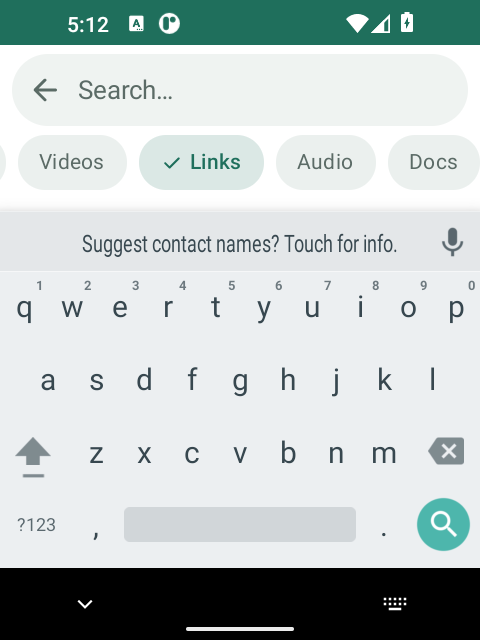 5:12 A
Search…
Videos Links Audio Docs
Suggest contact names? Touch for info.
1 2 3 4 5 6 7 8 9 0
q w e r t y u i o p
a s d f g h j k l
z x c v b n m
?123 , .